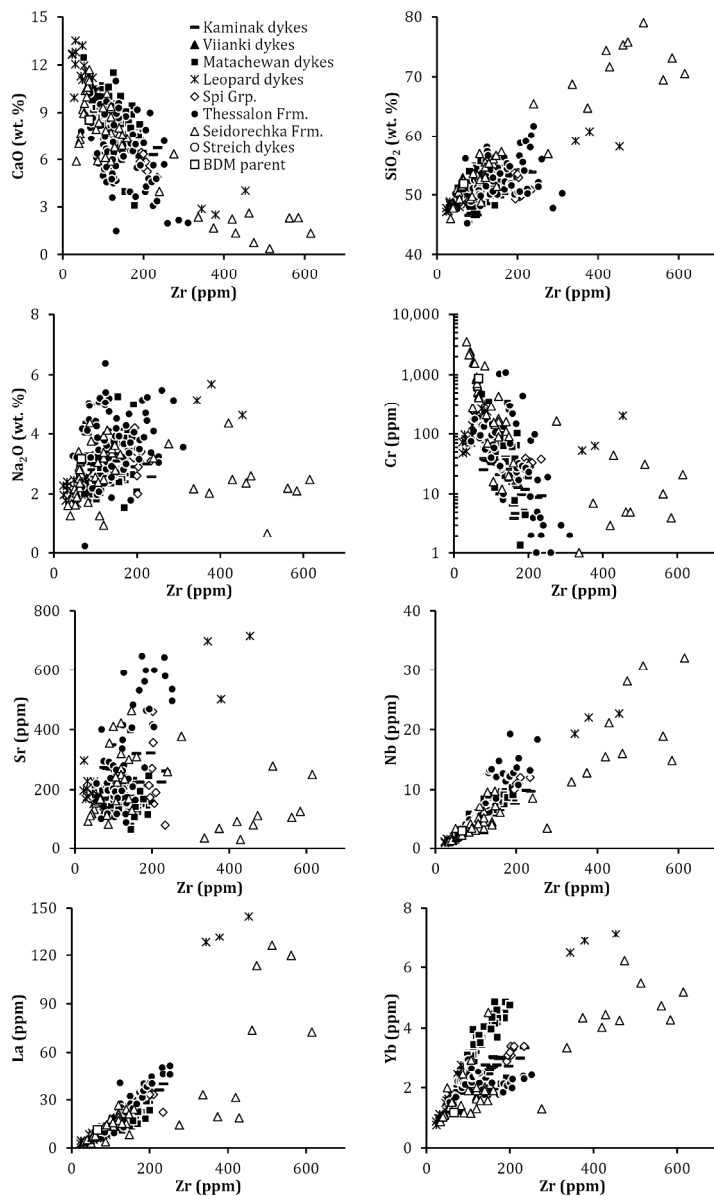 15
12
9
6
3
0
CaO (wt. %)
0 200 400 600
Zr (ppm)
Kaminak dykes
Viianki dykes
Matachewan dykes
Leopard dykes
Spi Grp.
Thessalon Frm.
Seidorechka Frm.
Streich dykes
BDM parent
80
70
60
50
40
SiO2 (wt. %)
0 200 400 600
Zr (ppm)
8
6
4
2
0
Na2O (wt. %)
0 200 400 600
Zr (ppm)
10,000
1,000
100
10
1
Cr (ppm)
0 200 400 600
Zr (ppm)
800
600
400
200
0
Sr (ppm)
0 200 400 600
Zr (ppm)
40
30
20
10
0
Nb (ppm)
0 200 400 600
Zr (ppm)
150
120
90
60
30
0
La (ppm)
0 200 400 600
Zr (ppm)
8
6
4
2
0
Yb (ppm)
0 200 400 600
Zr (ppm)